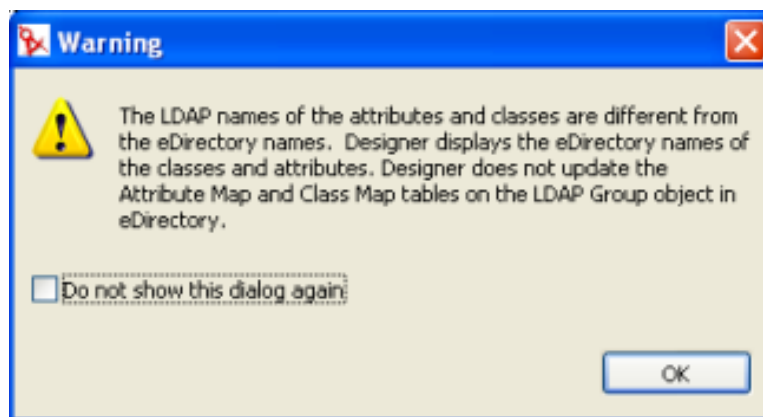 Warning
The LDAP names of the attributes and classes are different from
the eDirectory names. Designer displays the eDirectory names of
the classes and attributes. Designer does not update the
Attribute Map and Class Map tables on the LDAP Group object in
eDirectory.
Do not show this dialog again
OK